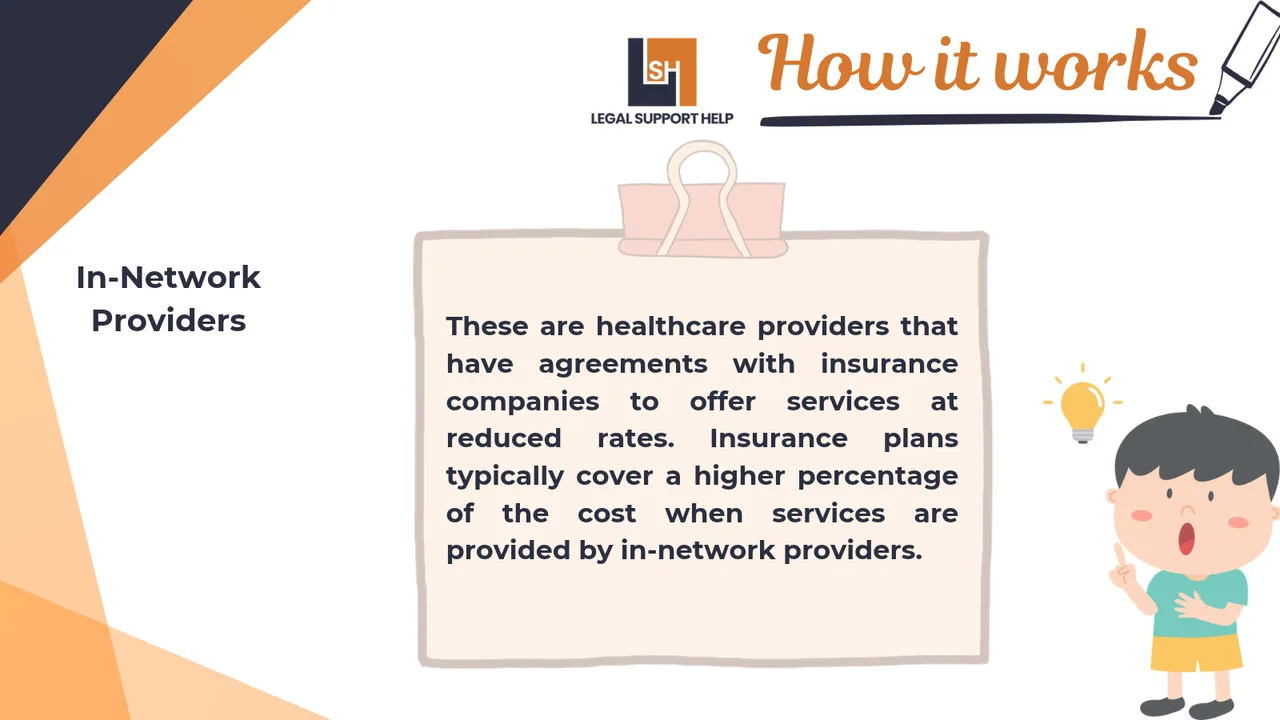 LSH
LEGAL SUPPORT HELP
How it works
In-Network
Providers
These are healthcare providers that
have agreements with insurance
companies to offer services at
reduced rates. Insurance plans
typically cover a higher percentage
of the cost when services are
provided by in-network providers.